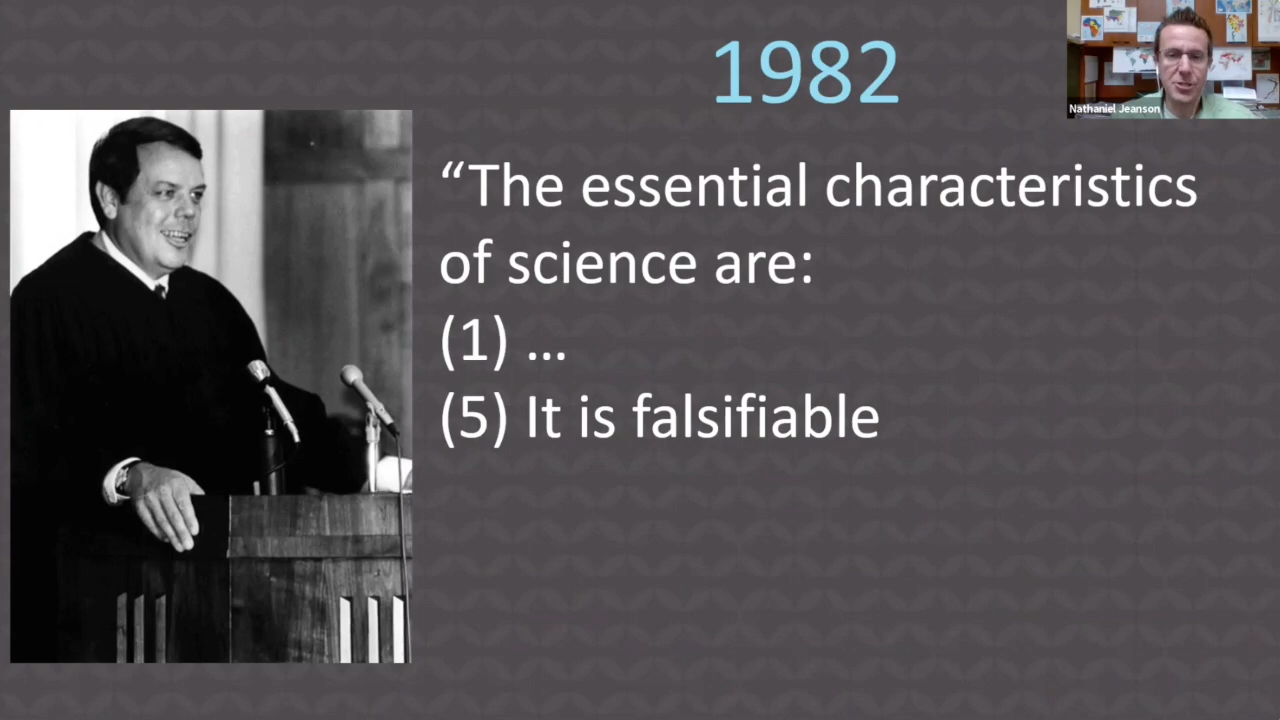 1982
Nathaniel Jeanson
“The essential characteristics
of science are:
(1) ...
(5) It is falsifiable